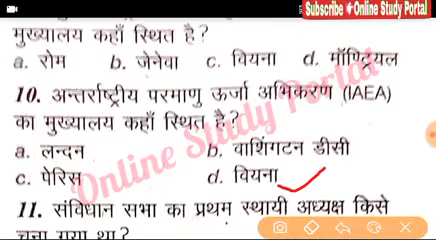 Subscribe Online Study Portal
मुख्यालय कहाँ स्थित है?
a. रोम b. जेनेवा c. वियना d. मॉण्ट्रियल
10. अन्तर्राष्ट्रीय परमाणु ऊर्जा अभिकरण (IAEA)
का मुख्यालय कहाँ स्थित है?
a. लन्दन b. वाशिंगटन डीसी
c. पेरिस d. वियना
11. संविधान सभा का प्रथम स्थायी अध्यक्ष किसे
चुना गया था?
Online Study Portal